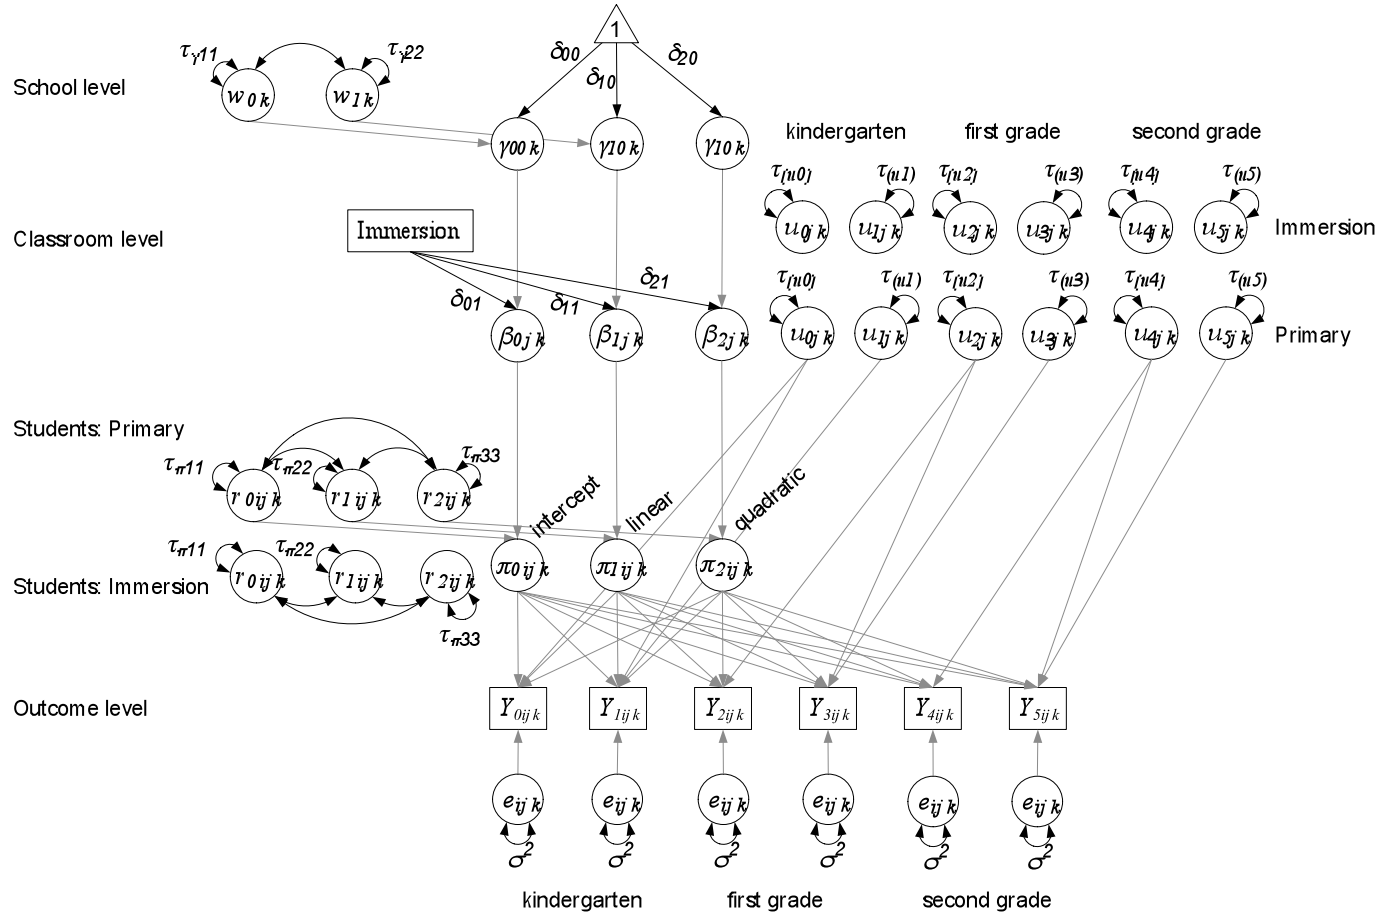 1
δ00
δ10
δ20
τγ11
τγ22
School level
w0k
w1k
γ00k
γ10k
γ10k
kindergarten
first grade
second grade
τ(u0)
τ(u1)
τ(u2)
τ(u3)
τ(u4)
τ(u5)
Classroom level
Immersion
u0jk
u1jk
u2jk
u3jk
u4jk
u5jk
Immersion
δ01
δ11
δ21
τ(u0)
τ(u1)
τ(u2)
τ(u3)
τ(u4)
τ(u5)
β0jk
β1jk
β2jk
u0jk
u1jk
u2jk
u3jk
u4jk
u5jk
Primary
Students: Primary
τπ11
τπ22
τπ33
r0ijk
r1ijk
r2ijk
intercept
linear
quadratic
τπ11
τπ22
Students: Immersion
r0ijk
r1ijk
r2ijk
τπ33
π0ijk
π1ijk
π2ijk
Outcome level
Y0ijk
Y1ijk
Y2ijk
Y3ijk
Y4ijk
Y5ijk
eijk
eijk
eijk
eijk
eijk
eijk
σ2
σ2
σ2
σ2
σ2
σ2
kindergarten
first grade
second grade